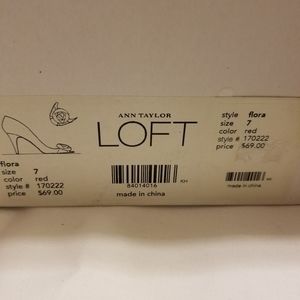 ANN TAYLOR
LOFT
flora
size 7
color red
style # 170222
price $69.00
84014016
KH
made in china
style flora
size 7
color red
style # 170222
price $69.00
made in china